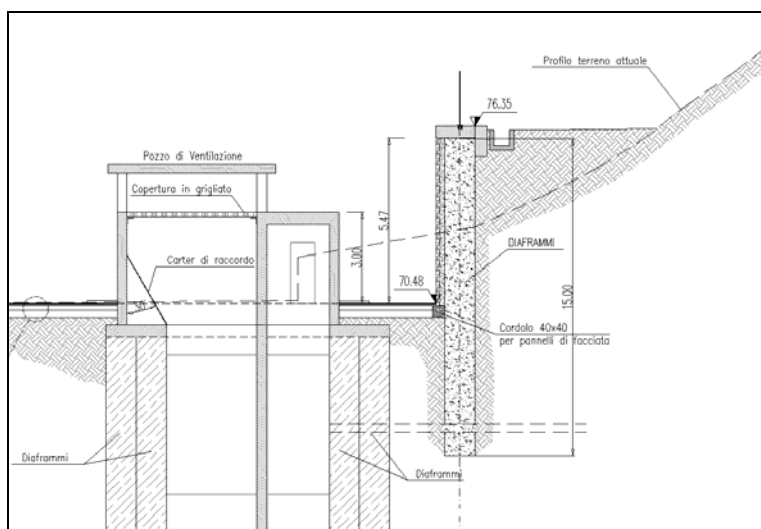 Profilo terreno attuale
76.35
Pozzo di Ventilazione
Copertura in grigliato
5.47
3.00
Carter di raccordo
DIAFRAMMI
70.48
15.00
Cordolo 40x40
per pannelli di facciata
Diaframmi
Diaframmi